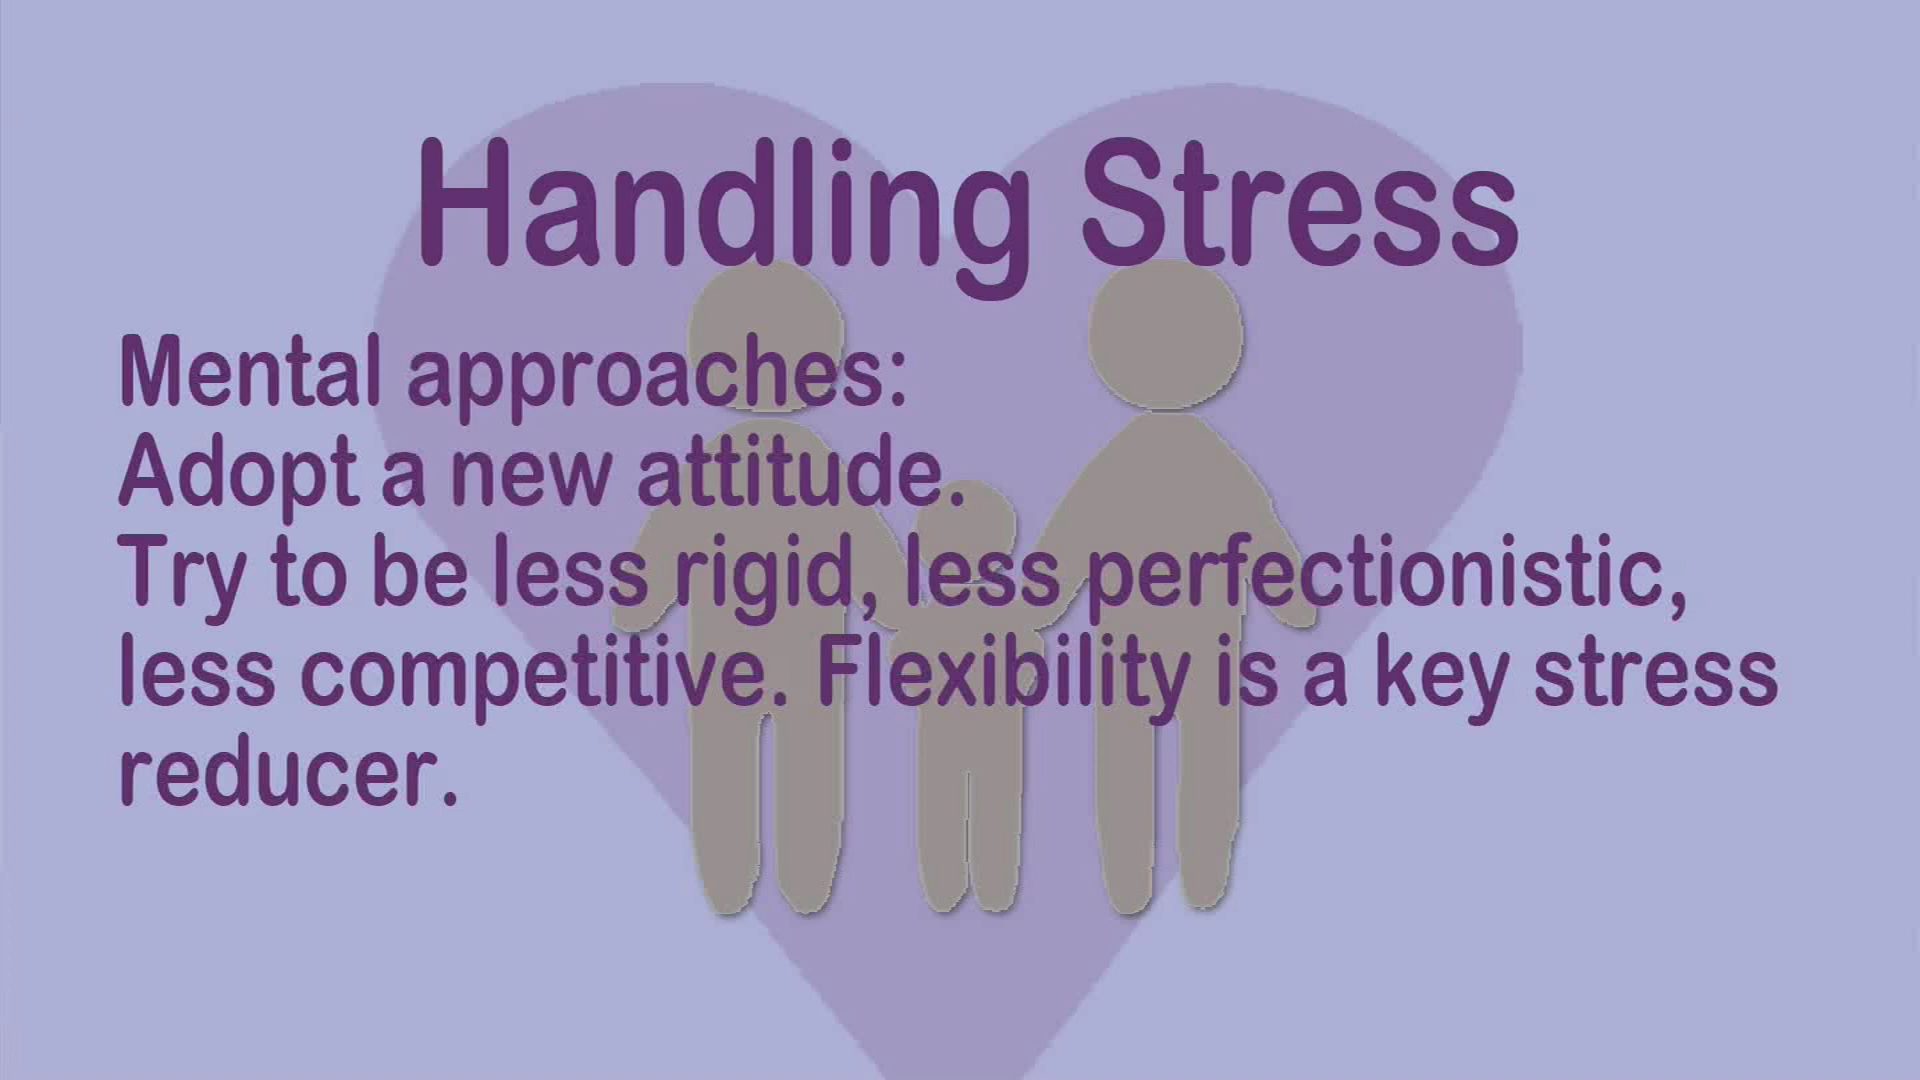 Handling Stress
Mental approaches:
Adopt a new attitude.
Try to be less rigid, less perfectionistic,
less competitive. Flexibility is a key stress
reducer.